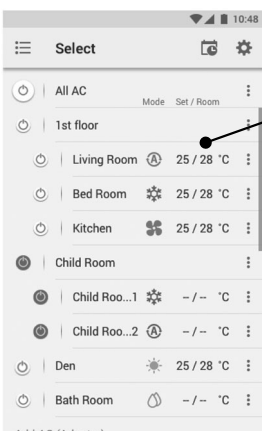 10:48
Select
All AC
Mode Set / Room
1st floor
Living Room A 25 / 28 °C
Bed Room 25 / 28 °C
Kitchen 25 / 28 °C
Child Room
Child Roo...1 -- / -- °C
Child Roo...2 A -- / -- °C
Den 25 / 28 °C
Bath Room -- / -- °C